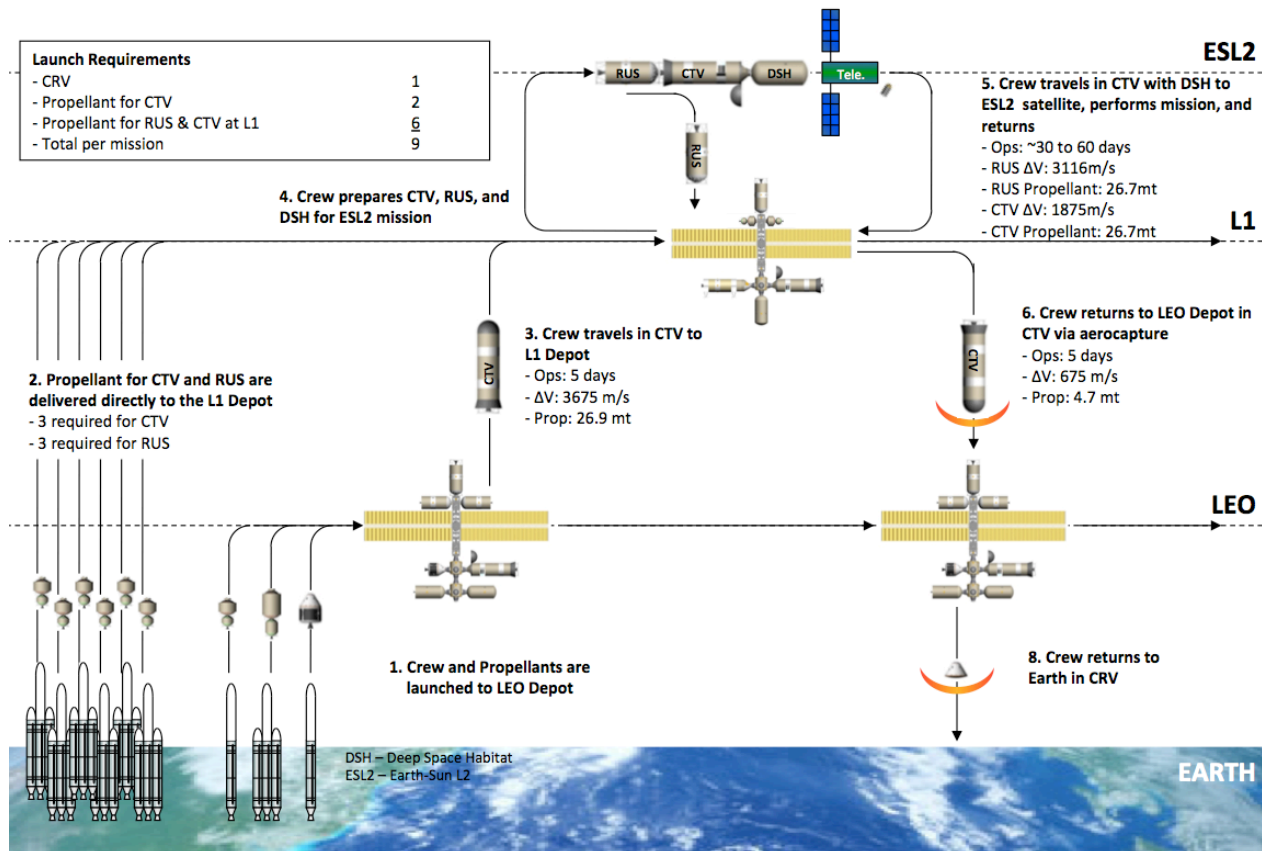 Launch Requirements
- CRV 1
- Propellant for CTV 2
- Propellant for RUS & CTV at L1 6
- Total per mission 9
RUS CTV DSH Tele.
ESL2
5. Crew travels in CTV with DSH to
ESL2 satellite, performs mission, and
returns
- Ops: ~30 to 60 days
- RUS ΔV: 3116m/s
- RUS Propellant: 26.7mt
- CTV ΔV: 1875m/s
- CTV Propellant: 26.7mt
RUS
4. Crew prepares CTV, RUS, and
DSH for ESL2 mission
L1
CTV
3. Crew travels in CTV to
L1 Depot
- Ops: 5 days
- ΔV: 3675 m/s
- Prop: 26.9 mt
CTV
6. Crew returns to LEO Depot in
CTV via aerocapture
- Ops: 5 days
- ΔV: 675 m/s
- Prop: 4.7 mt
2. Propellant for CTV and RUS are
delivered directly to the L1 Depot
- 3 required for CTV
- 3 required for RUS
LEO
1. Crew and Propellants are
launched to LEO Depot
8. Crew returns to
Earth in CRV
DSH – Deep Space Habitat
ESL2 – Earth-Sun L2
EARTH